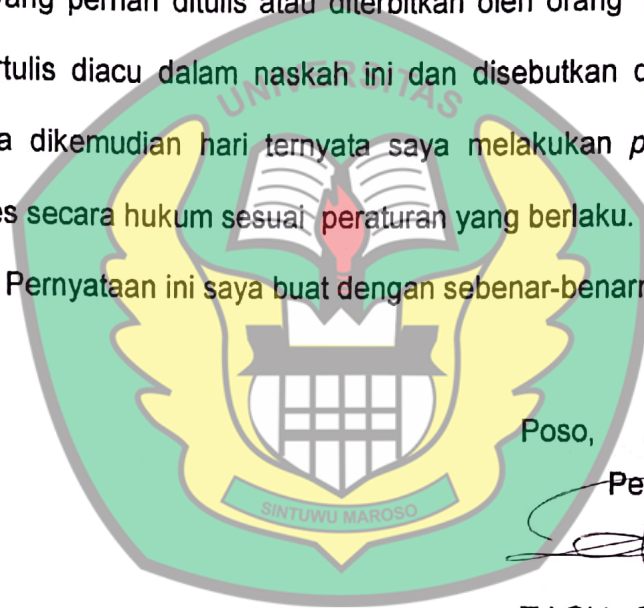 yang pernah ditulis atau diterbitkan oleh orang
rtulis diacu dalam naskah ini dan disebutkan d
a dikemudian hari ternyata saya melakukan p
es secara hukum sesuai peraturan yang berlaku.
Pernyataan ini saya buat dengan sebenar-benarn
UNIVERSITAS
SINTUWU MAROSO
Poso,
Pe